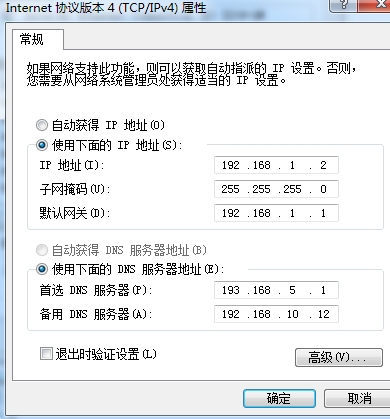 Internet 协议版本 4 (TCP/IPv4) 属性
常规
如果网络支持此功能，则可以获取自动指派的 IP 设置。否则，
您需要从网络系统管理员处获得适当的 IP 设置。
自动获得 IP 地址(O)
使用下面的 IP 地址(S):
IP 地址(I): 192 .168 . 1 . 2
子网掩码(U): 255 .255 .255 . 0
默认网关(D): 192 .168 . 1 . 1
自动获得 DNS 服务器地址(B)
使用下面的 DNS 服务器地址(E):
首选 DNS 服务器(P): 193 .168 . 5 . 1
备用 DNS 服务器(A): 192 .168 . 10 . 12
退出时验证设置(L)
高级(V)...
确定 取消